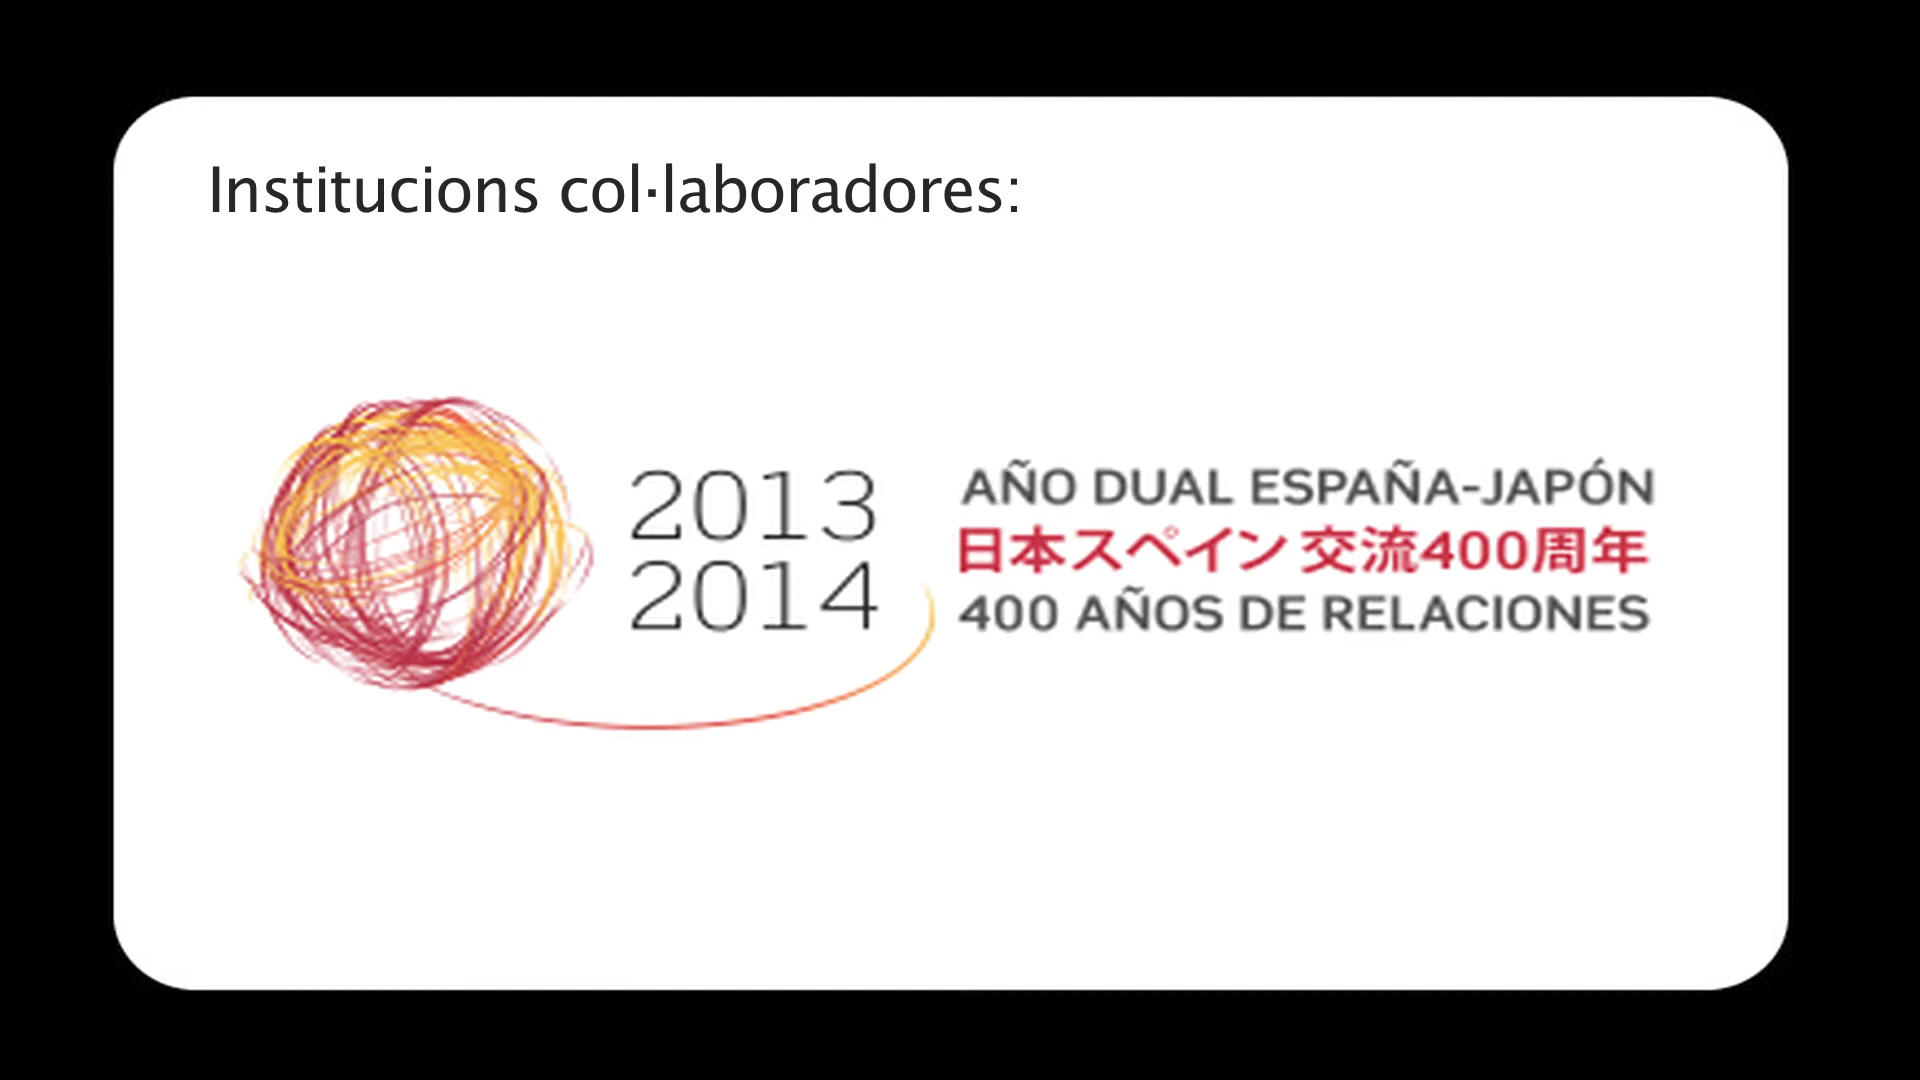 Institucions col·laboradores:
2013
2014
AÑO DUAL ESPAÑA-JAPÓN
日本スペイン 交流400周年
400 AÑOS DE RELACIONES